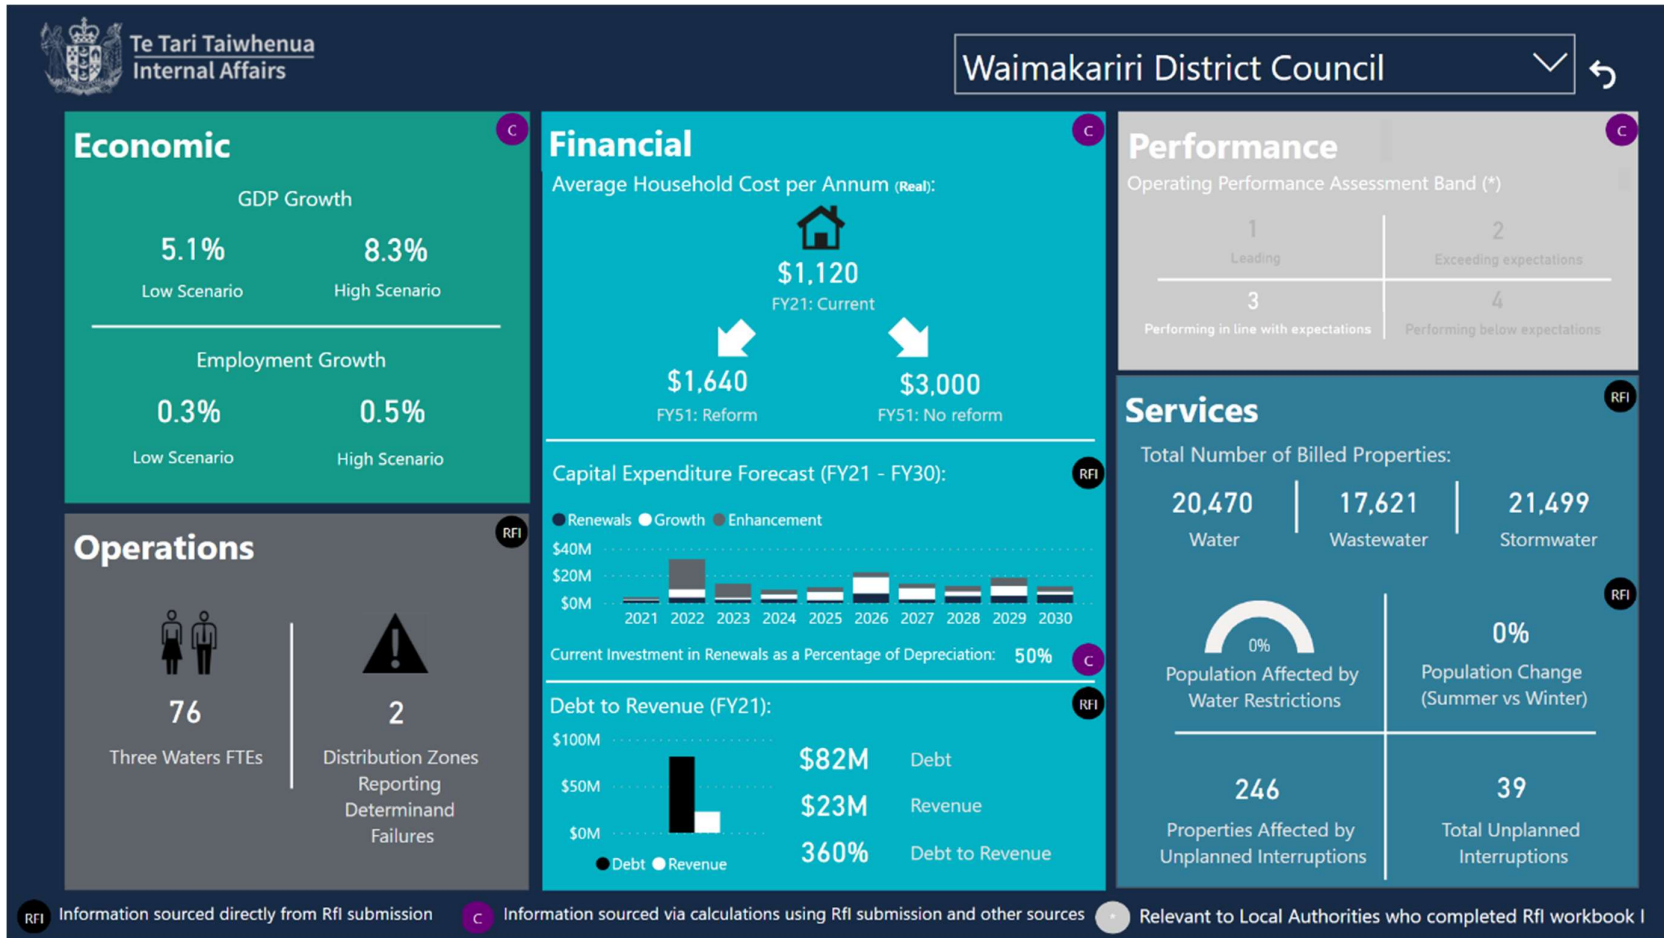 Te Tari Taiwhenua
Internal Affairs
Waimakariri District Council
Economic
C
GDP Growth
5.1%
8.3%
Low Scenario
High Scenario
Employment Growth
0.3%
0.5%
Low Scenario
High Scenario
Operations
RFI
76
2
Three Waters FTEs
Distribution Zones
Reporting
Determinand
Failures
Financial
C
Average Household Cost per Annum (Real):
$1,120
FY21: Current
$1,640
$3,000
FY51: Reform
FY51: No reform
Capital Expenditure Forecast (FY21 - FY30):
RFI
Renewals Growth Enhancement
$40M
$20M
$0M
2021 2022 2023 2024 2025 2026 2027 2028 2029 2030
Current Investment in Renewals as a Percentage of Depreciation: 50%
C
Debt to Revenue (FY21):
RFI
$100M
$50M
$0M
Debt Revenue
$82M Debt
$23M Revenue
360% Debt to Revenue
Performance
C
Operating Performance Assessment Band (*)
1
Leading
2
Exceeding expectations
3
Performing in line with expectations
4
Performing below expectations
Services
RFI
Total Number of Billed Properties:
20,470
17,621
21,499
Water
Wastewater
Stormwater
RFI
0%
Population Affected by
Water Restrictions
0%
Population Change
(Summer vs Winter)
246
Properties Affected by
Unplanned Interruptions
39
Total Unplanned
Interruptions
RFI Information sourced directly from RfI submission
C Information sourced via calculations using RfI submission and other sources
* Relevant to Local Authorities who completed RfI workbook I